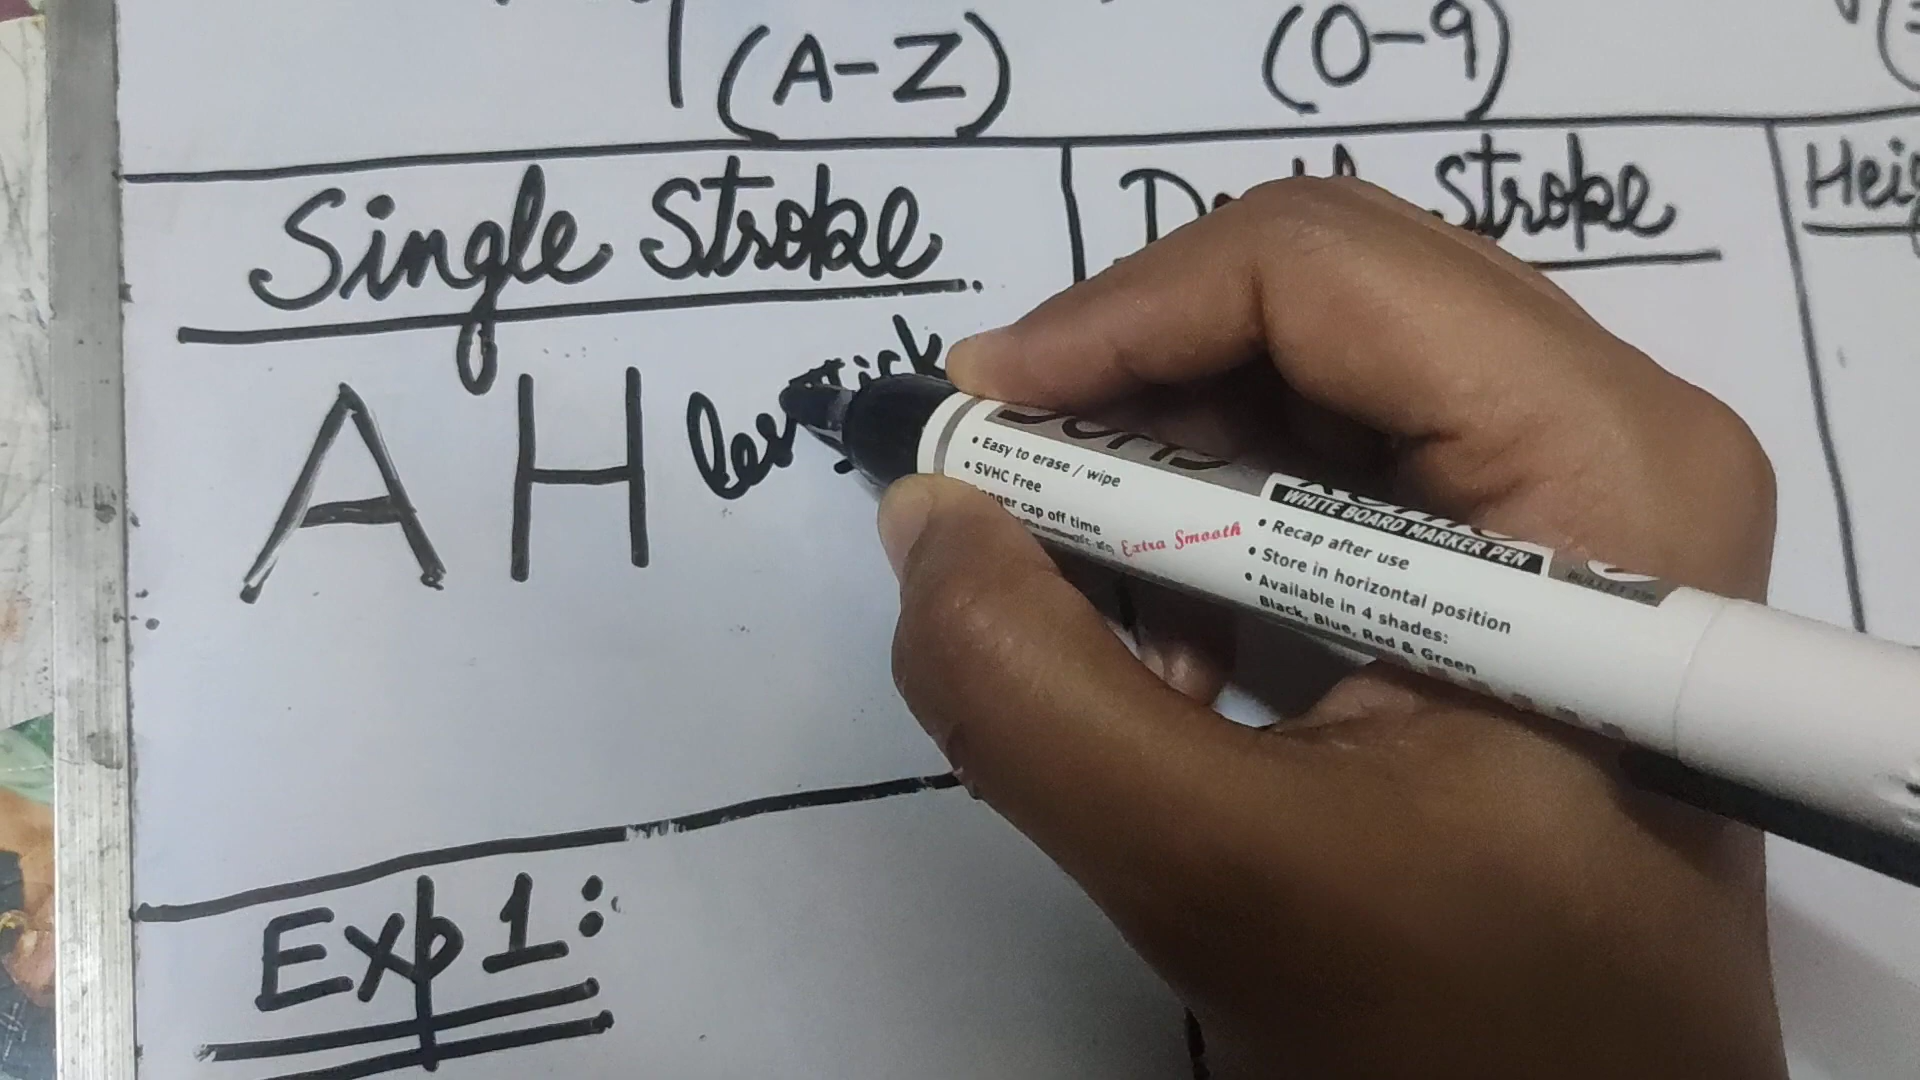 (A-Z) (0-9)
Single Stroke. Stroke
A H
Exp 1:
• Easy to erase / wipe
• SVHC Free
cap off time
Extra Smooth
WHITE BOARD MARKER PEN
• Recap after use
• Store in horizontal position
• Available in 4 shades:
Black, Blue, Red & Green